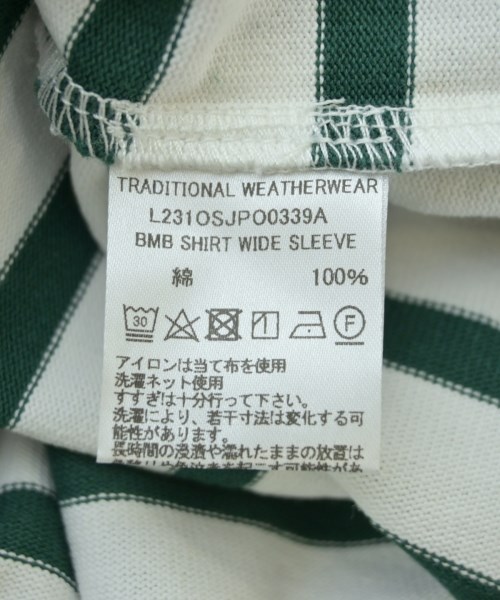 TRADITIONAL WEATHERWEAR
L231OSJPO0339A
BMB SHIRT WIDE SLEEVE
綿 100%
30 F
アイロンは当て布を使用
洗濯ネット使用
すすぎは十分行って下さい。
洗濯により、若干寸法は変化する可
能性があります。
長時間の浸漬や濡れたままの放置は